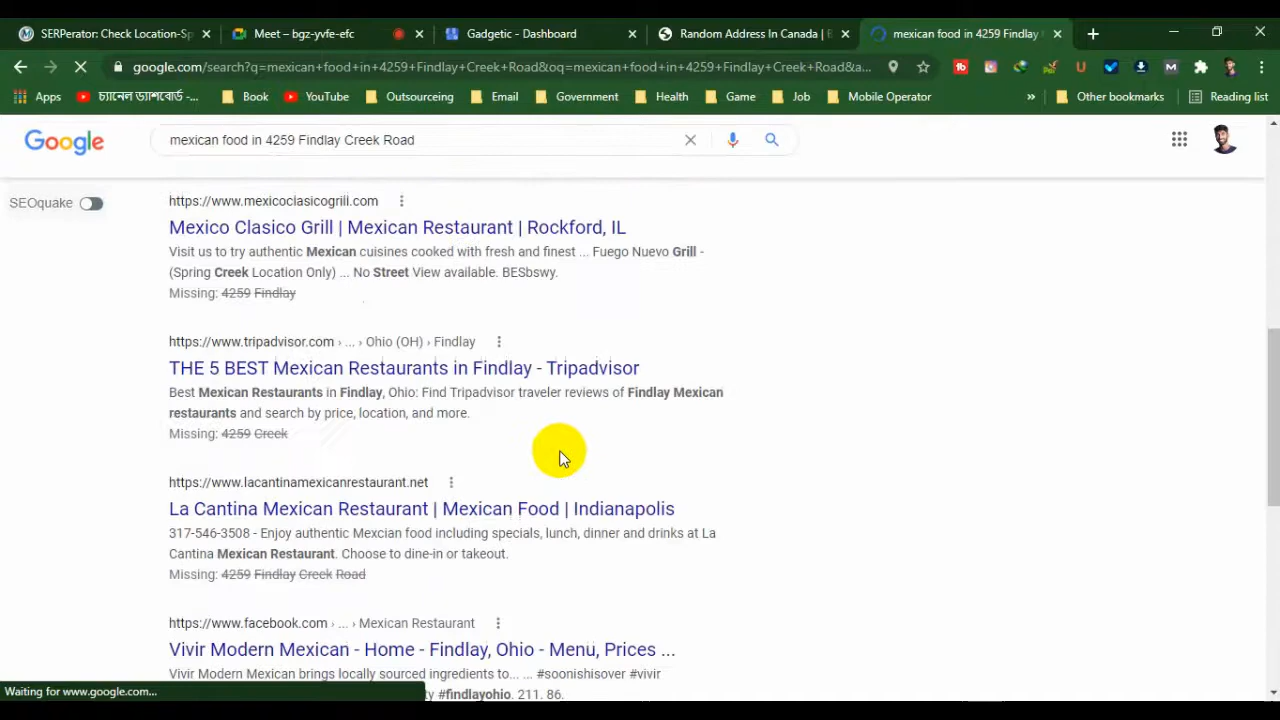 SERPerator: Check Location-Sp
Meet – bgz-yvfe-efc
Gadgetic - Dashboard
Random Address In Canada | B
mexican food in 4259 Findlay
google.com/search?q=mexican+food+in+4259+Findlay+Creek+Road&oq=mexican+food+in+4259+Findlay+Creek+Road&a...
Apps
চ্যানেল ড্যাশবোর্ড -...
Book
YouTube
Outsourceing
Email
Government
Health
Game
Job
Mobile Operator
»
Other bookmarks
Reading list
Google
mexican food in 4259 Findlay Creek Road
SEOquake
https://www.mexicoclasicogrill.com
Mexico Clasico Grill | Mexican Restaurant | Rockford, IL
Visit us to try authentic Mexican cuisines cooked with fresh and finest ... Fuego Nuevo Grill -
(Spring Creek Location Only) ... No Street View available. BESbswy.
Missing: 4259 Findlay
https://www.tripadvisor.com › ... › Ohio (OH) › Findlay
THE 5 BEST Mexican Restaurants in Findlay - Tripadvisor
Best Mexican Restaurants in Findlay, Ohio: Find Tripadvisor traveler reviews of Findlay Mexican
restaurants and search by price, location, and more.
Missing: 4259 Creek
https://www.lacantinamexicanrestaurant.net
La Cantina Mexican Restaurant | Mexican Food | Indianapolis
317-546-3508 - Enjoy authentic Mexcian food including specials, lunch, dinner and drinks at La
Cantina Mexican Restaurant. Choose to dine-in or takeout.
Missing: 4259 Findlay Creek Road
https://www.facebook.com › ... › Mexican Restaurant
Vivir Modern Mexican - Home - Findlay, Ohio - Menu, Prices ...
Vivir Modern Mexican brings locally sourced ingredients to... ... #soonishisover #vivir
Waiting for www.google.com...
ty #findlayohio. 211. 86.